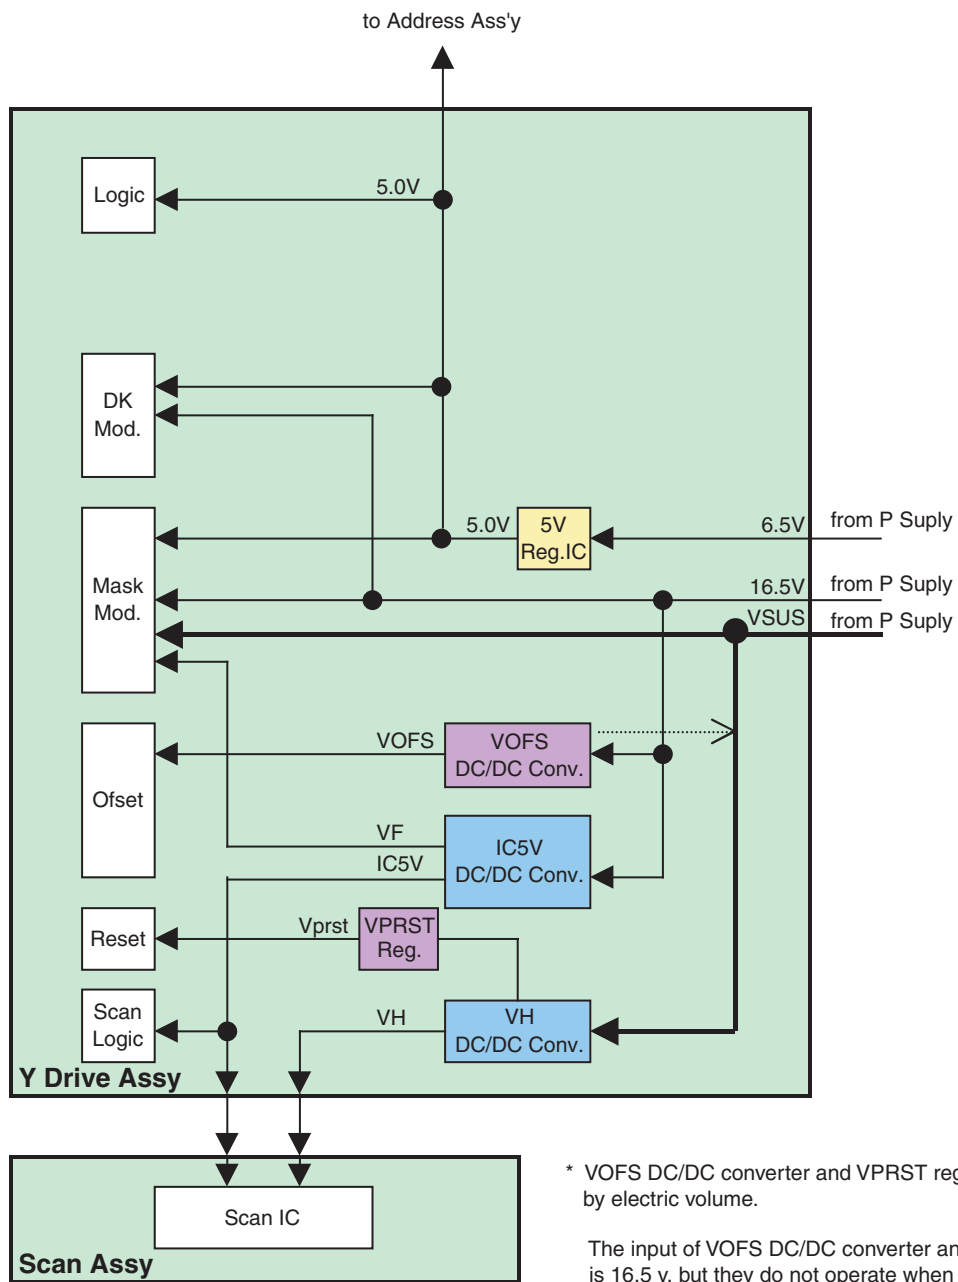 to Address Ass'y
Logic
5.0V
DK
Mod.
5.0V
5V
Reg.IC
6.5V
from P Suply
Mask
Mod.
16.5V
from P Suply
VSUS
from P Suply
VOFS
VOFS
DC/DC Conv.
Ofset
VF
IC5V
IC5V
DC/DC Conv.
Reset
Vprst
VPRST
Reg.
Scan
Logic
VH
VH
DC/DC Conv.
Y Drive Assy
Scan IC
Scan Assy
* VOFS DC/DC converter and VPRST reg
by electric volume.
The input of VOFS DC/DC converter an
is 16.5 v, but they do not operate when